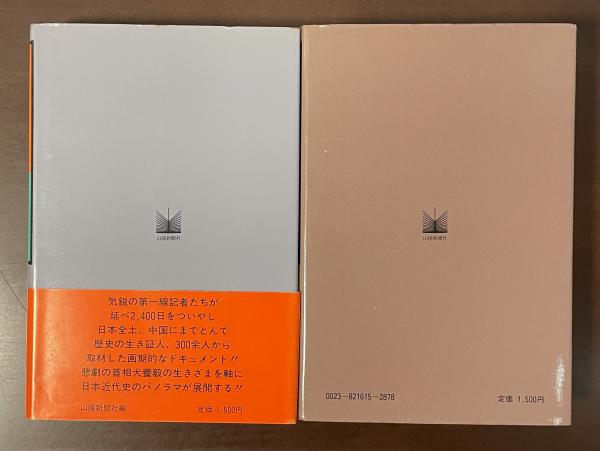 山陽新聞社
気鋭の第一線記者たちが
延べ2,400日をついやし
日本全土、中国にまでとんで
歴史の生き証人、300余人から
取材した画期的なドキュメント!!
悲劇の首相犬養毅の生きざまを軸に
日本近代史のパノラマが展開する!!
山陽新聞社編 定価 1,500円
山陽新聞社
0023-821615-2878 定価 1,500円